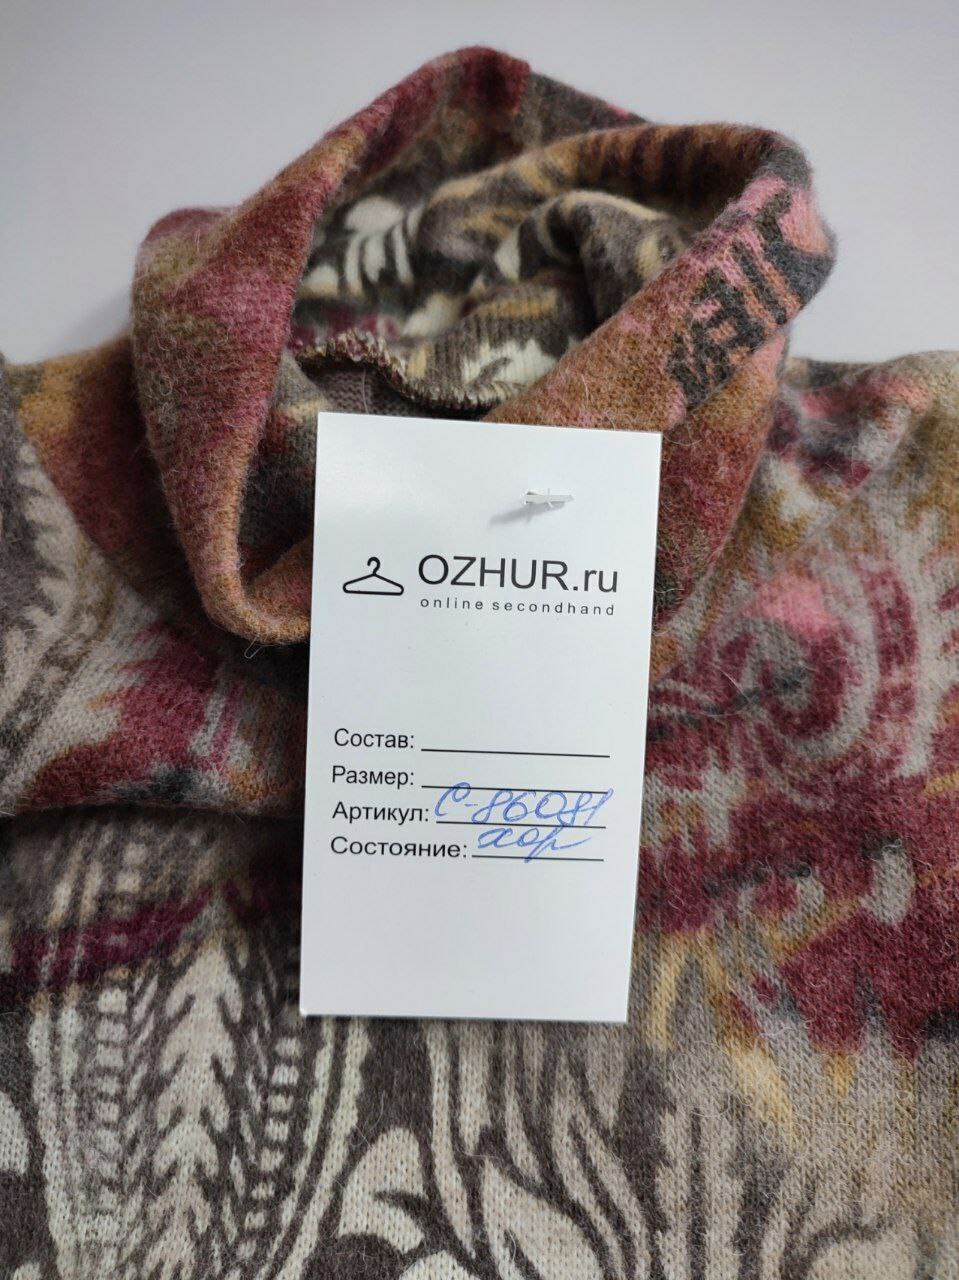 OZHUR.ru
online secondhand
Состав:
Размер:
Артикул: С-86081
Состояние: хор